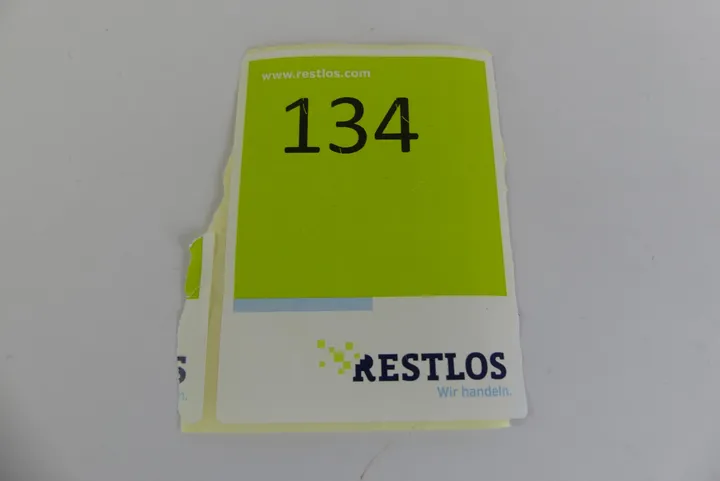 www.restlos.com
134
RESTLOS
Wir handeln.
S
n.